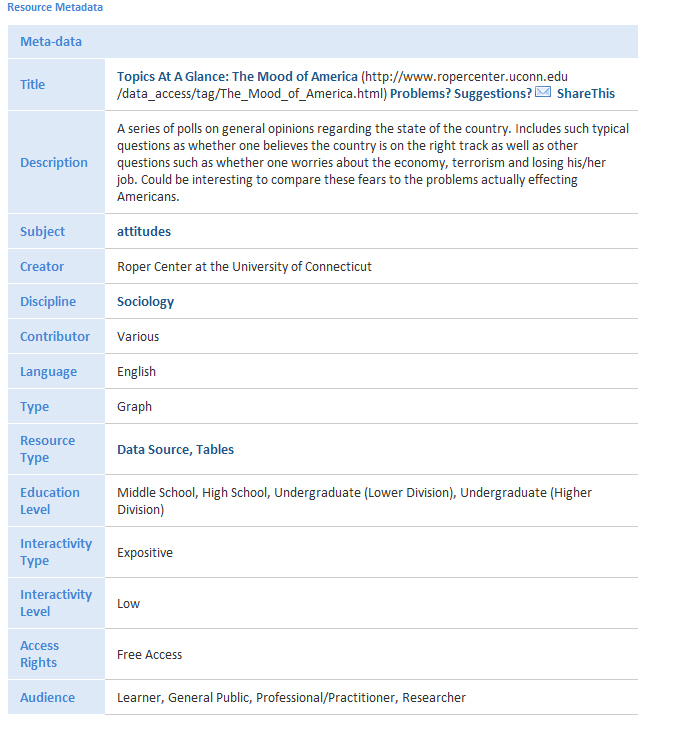 Resource Metadata
Meta-data
Title
Topics At A Glance: The Mood of America (http://www.ropercenter.uconn.edu
/data_access/tag/The_Mood_of_America.html) Problems? Suggestions? ShareThis
Description
A series of polls on general opinions regarding the state of the country. Includes such typical
questions as whether one believes the country is on the right track as well as other
questions such as whether one worries about the economy, terrorism and losing his/her
job. Could be interesting to compare these fears to the problems actually effecting
Americans.
Subject
attitudes
Creator
Roper Center at the University of Connecticut
Discipline
Sociology
Contributor
Various
Language
English
Type
Graph
Resource
Type
Data Source, Tables
Education
Level
Middle School, High School, Undergraduate (Lower Division), Undergraduate (Higher
Division)
Interactivity
Type
Expositive
Interactivity
Level
Low
Access
Rights
Free Access
Audience
Learner, General Public, Professional/Practitioner, Researcher